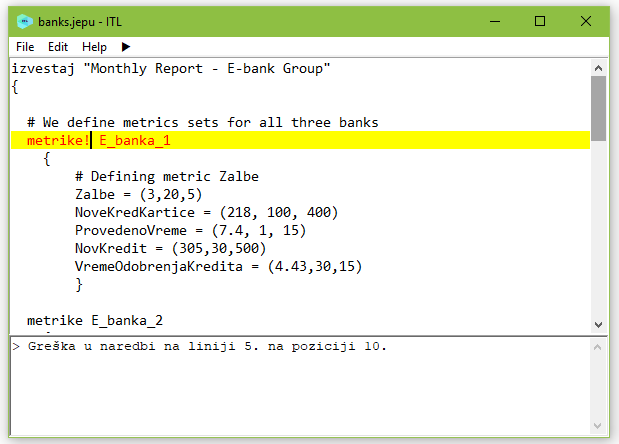 banks.jepu - ITL
File Edit Help
izvestaj "Monthly Report - E-bank Group"
{
# We define metrics sets for all three banks
metrike! E_banka_1
{
# Defining metric Zalbe
Zalbe = (3,20,5)
NoveKredKartice = (218, 100, 400)
ProvedenoVreme = (7.4, 1, 15)
NovKredit = (305,30,500)
VremeOdobrenjaKredita = (4.43,30,15)
}
metrike E_banka_2
> Greška u naredbi na liniji 5. na poziciji 10.